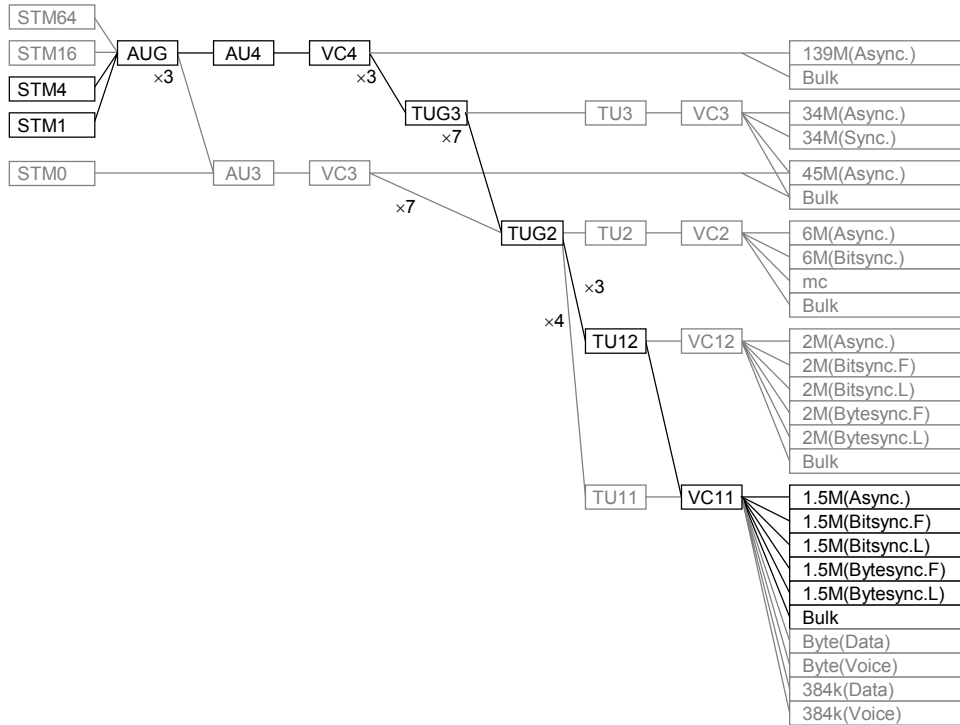 STM64
STM16
AUG
AU4
VC4
139M(Async.)
×3
×3
Bulk
STM4
STM1
TUG3
TU3
VC3
34M(Async.)
×7
34M(Sync.)
STM0
AU3
VC3
45M(Async.)
Bulk
×7
TUG2
TU2
VC2
6M(Async.)
6M(Bitsync.)
mc
×3
Bulk
×4
TU12
VC12
2M(Async.)
2M(Bitsync.F)
2M(Bitsync.L)
2M(Bytesync.F)
2M(Bytesync.L)
Bulk
TU11
VC11
1.5M(Async.)
1.5M(Bitsync.F)
1.5M(Bitsync.L)
1.5M(Bytesync.F)
1.5M(Bytesync.L)
Bulk
Byte(Data)
Byte(Voice)
384k(Data)
384k(Voice)